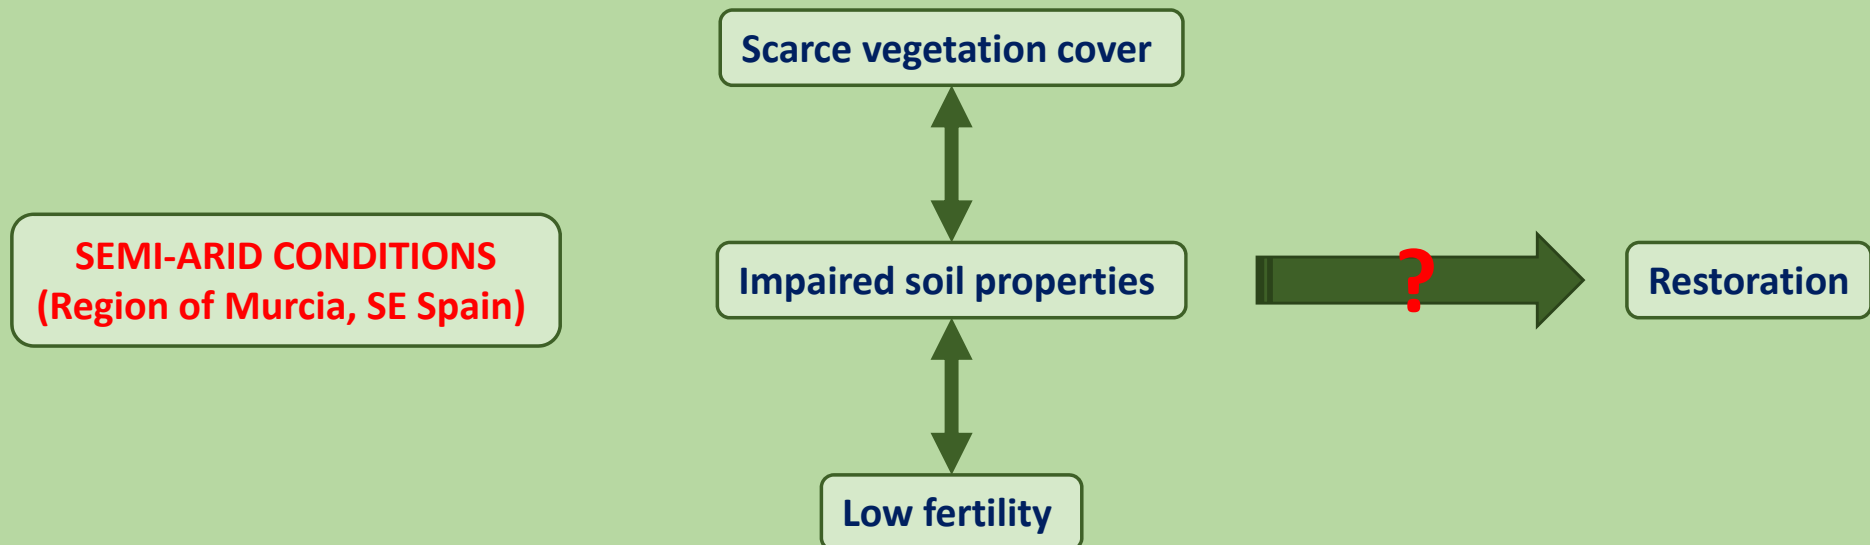 Scarce vegetation cover
SEMI-ARID CONDITIONS
(Region of Murcia, SE Spain)
Impaired soil properties
?
Restoration
Low fertility